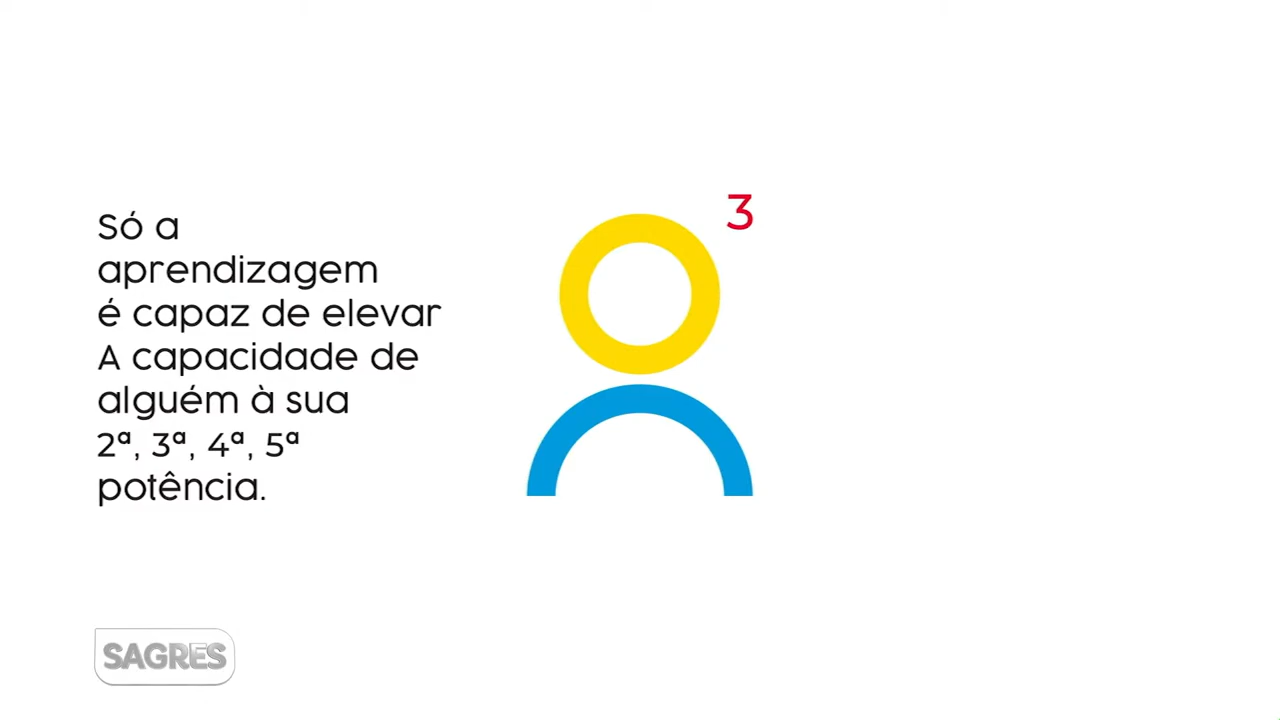 Só a
aprendizagem
é capaz de elevar
A capacidade de
alguém à sua
2ª, 3ª, 4ª, 5ª
potência.
3
SAGRES